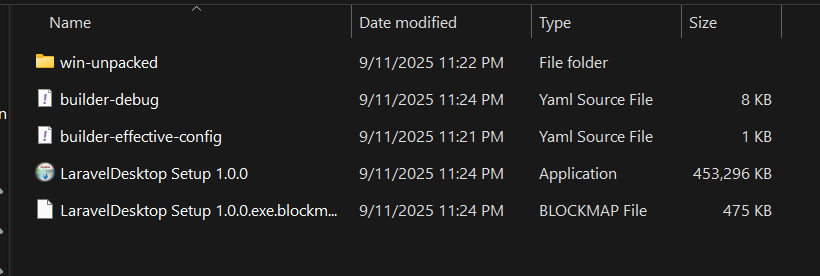 Name Date modified Type Size
win-unpacked 9/11/2025 11:22 PM File folder
builder-debug 9/11/2025 11:24 PM Yaml Source File 8 KB
n
builder-effective-config 9/11/2025 11:21 PM Yaml Source File 1 KB
LaravelDesktop Setup 1.0.0 9/11/2025 11:24 PM Application 453,296 KB
LaravelDesktop Setup 1.0.0.exe.blockm... 9/11/2025 11:24 PM BLOCKMAP File 475 KB